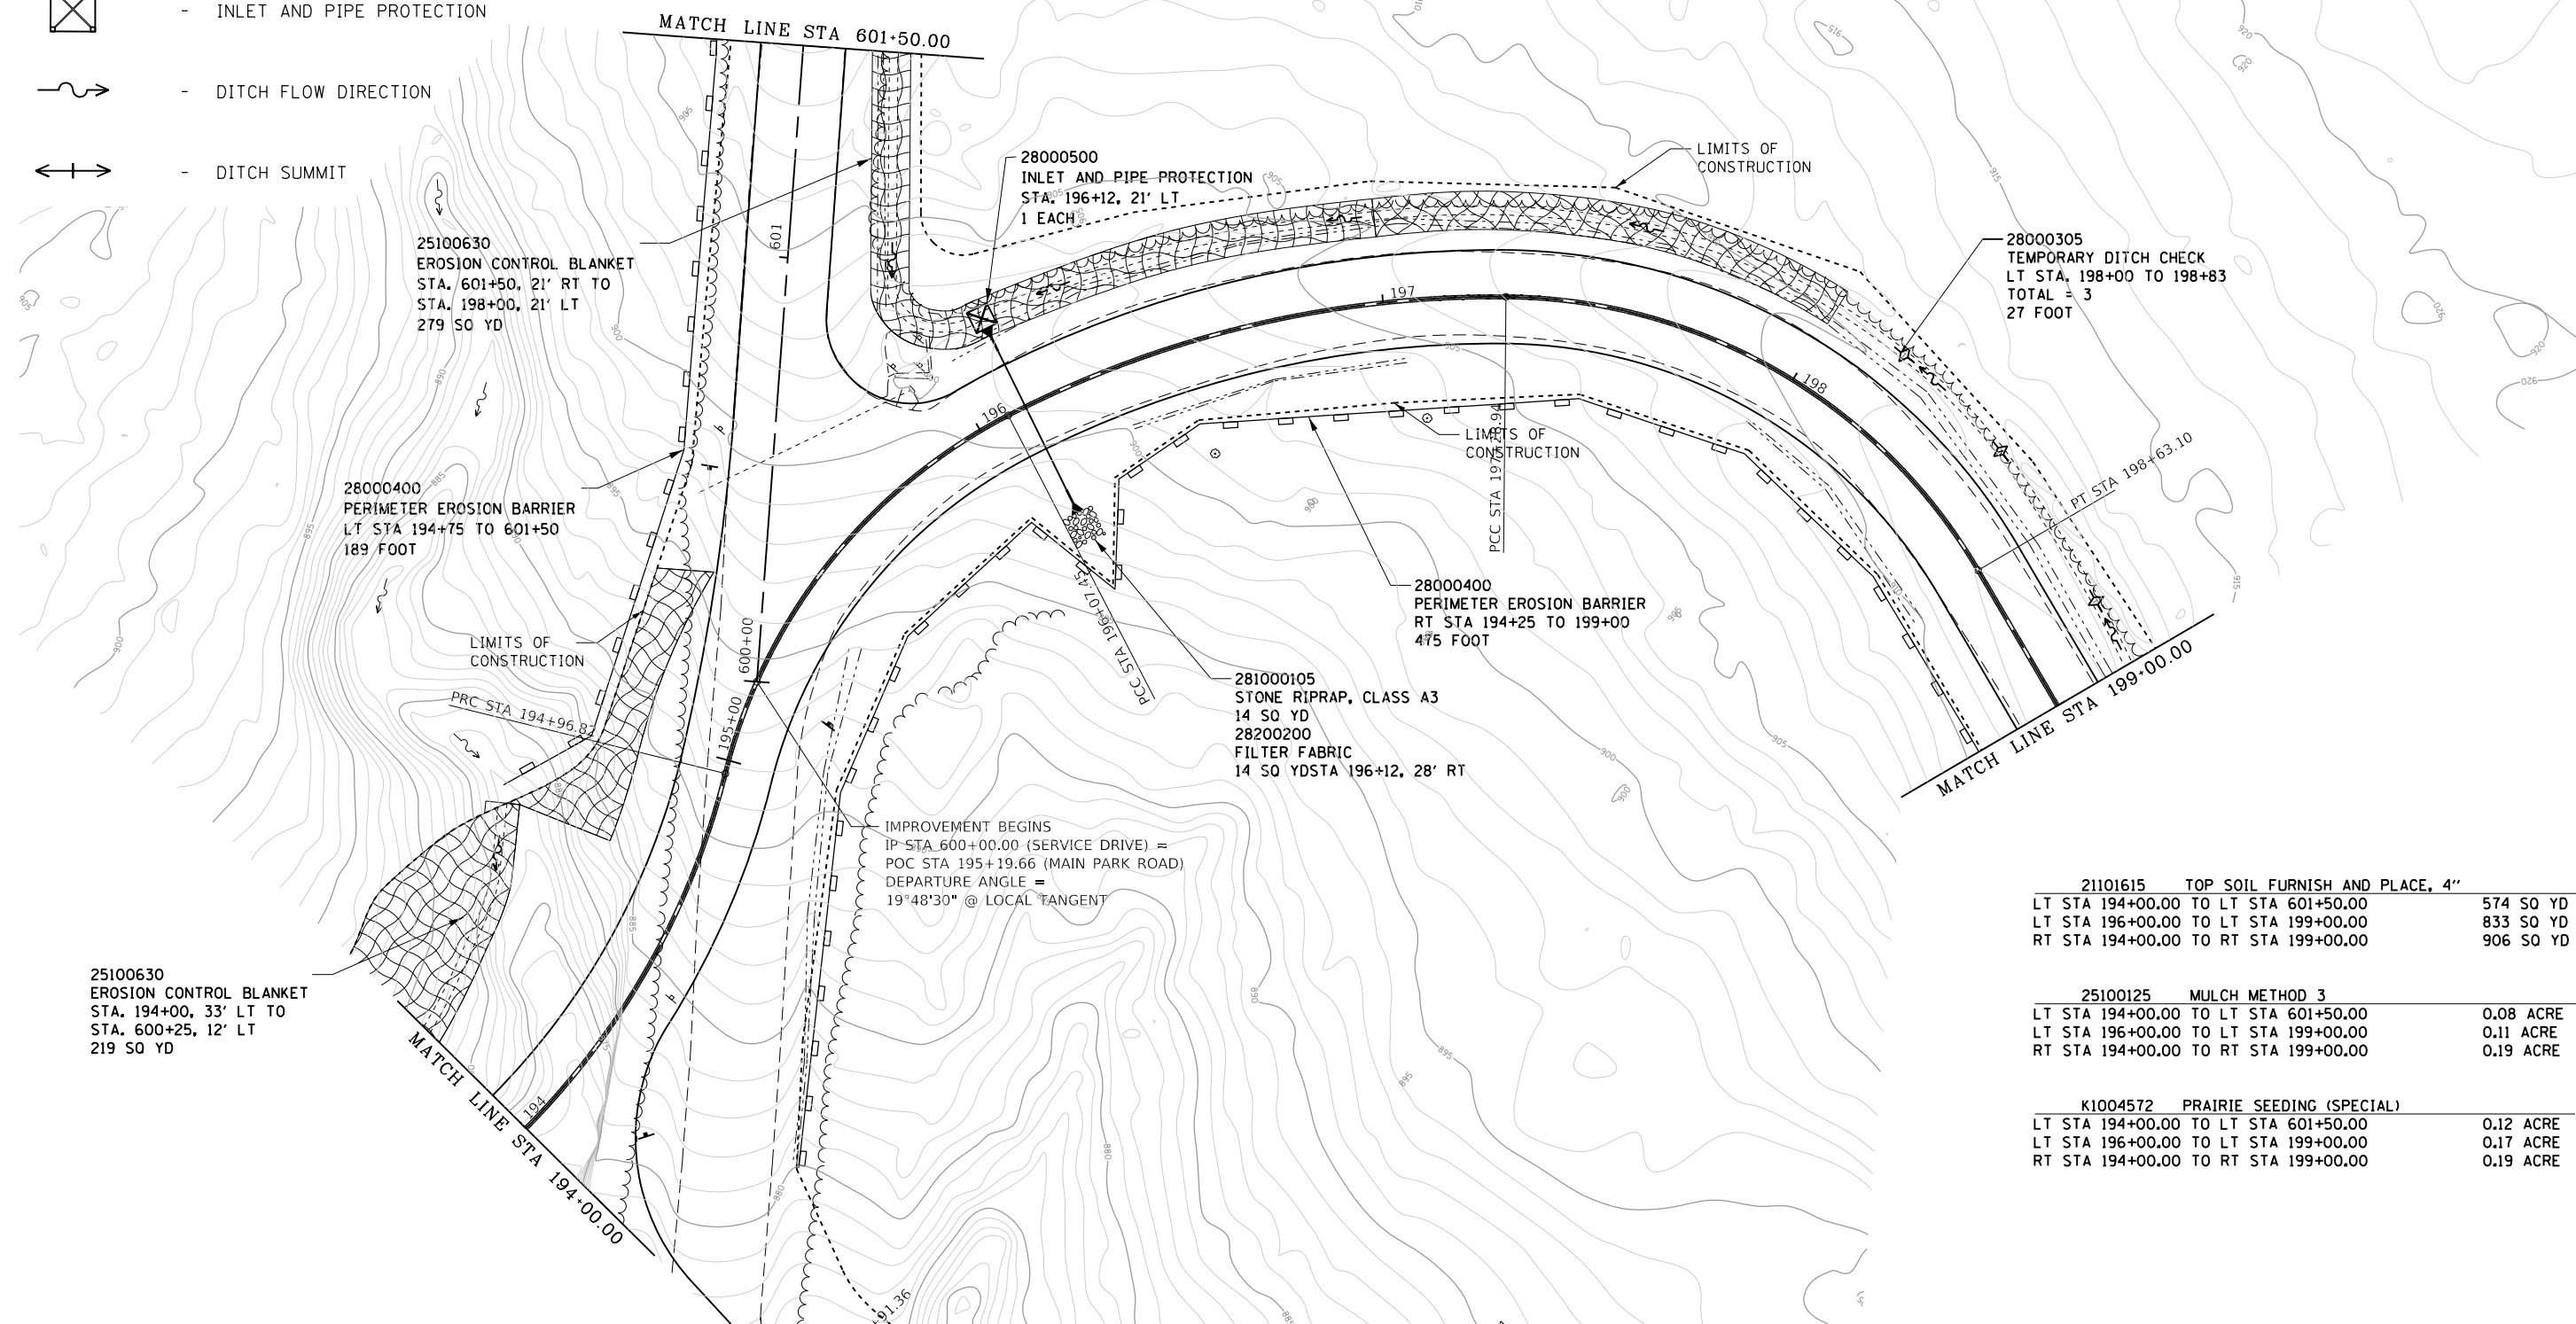 - INLET AND PIPE PROTECTION
- DITCH FLOW DIRECTION
- DITCH SUMMIT
MATCH LINE STA 601+50.00
601
25100630
EROSION CONTROL BLANKET
STA. 601+50, 21' RT TO
STA. 198+00, 21' LT
279 SQ YD
28000500
INLET AND PIPE PROTECTION
STA. 196+12, 21' LT
1 EACH
LIMITS OF
CONSTRUCTION
28000305
TEMPORARY DITCH CHECK
LT STA. 198+00 TO 198+83
TOTAL = 3
27 FOOT
196
197
198
LIMITS OF
CONSTRUCTION
PT STA 198+63.10
28000400
PERIMETER EROSION BARRIER
LT STA 194+75 TO 601+50
189 FOOT
28000400
PERIMETER EROSION BARRIER
RT STA 194+25 TO 199+00
475 FOOT
LIMITS OF
CONSTRUCTION
600+00
195+00
PRC STA 194+96.82
PCC STA 196+07.45
281000105
STONE RIPRAP, CLASS A3
14 SQ YD
28200200
FILTER FABRIC
14 SQ YDSTA 196+12, 28' RT
MATCH LINE STA 199+00.00
IMPROVEMENT BEGINS
IP STA 600+00.00 (SERVICE DRIVE) =
POC STA 195+19.66 (MAIN PARK ROAD)
DEPARTURE ANGLE =
19°48'30" @ LOCAL TANGENT
25100630
EROSION CONTROL BLANKET
STA. 194+00, 33' LT TO
STA. 600+25, 12' LT
219 SQ YD
194
MATCH LINE STA 194+00.00
91.36
21101615 TOP SOIL FURNISH AND PLACE, 4"
LT STA 194+00.00 TO LT STA 601+50.00 574 SQ YD
LT STA 196+00.00 TO LT STA 199+00.00 833 SQ YD
RT STA 194+00.00 TO RT STA 199+00.00 906 SQ YD
25100125 MULCH METHOD 3
LT STA 194+00.00 TO LT STA 601+50.00 0.08 ACRE
LT STA 196+00.00 TO LT STA 199+00.00 0.11 ACRE
RT STA 194+00.00 TO RT STA 199+00.00 0.19 ACRE
K1004572 PRAIRIE SEEDING (SPECIAL)
LT STA 194+00.00 TO LT STA 601+50.00 0.12 ACRE
LT STA 196+00.00 TO LT STA 199+00.00 0.17 ACRE
RT STA 194+00.00 TO RT STA 199+00.00 0.19 ACRE